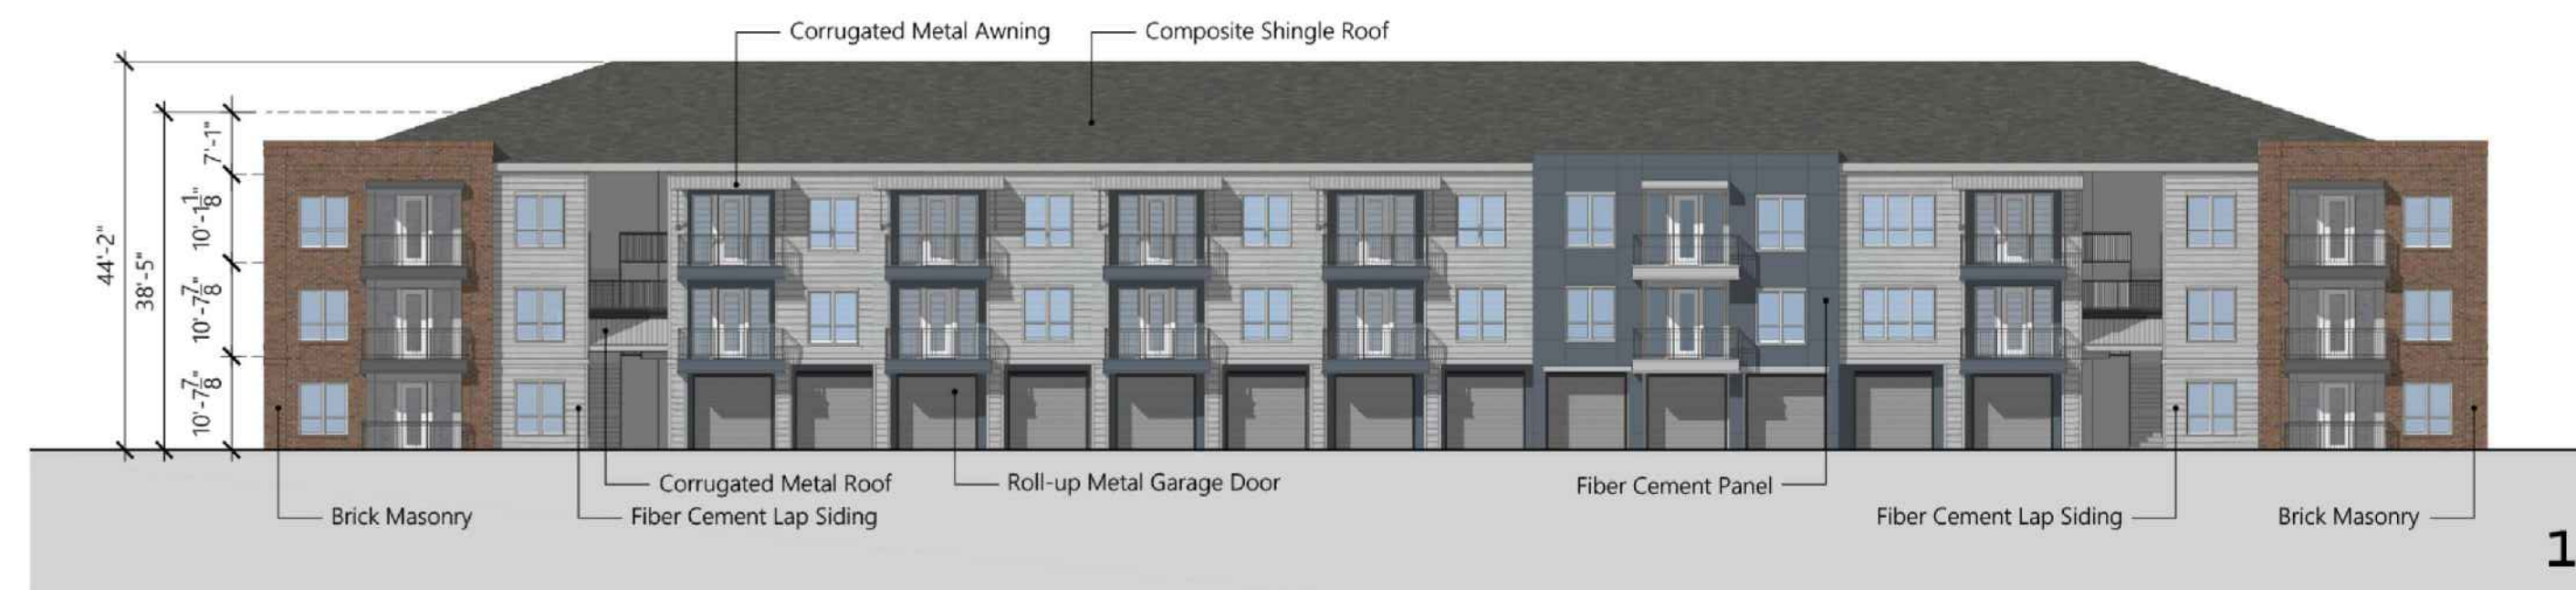 Corrugated Metal Awning
Composite Shingle Roof
44'-2"
38'-5"
7'-1"
10'-1 1/8"
10'-7 7/8"
10'-7 7/8"
Corrugated Metal Roof
Roll-up Metal Garage Door
Fiber Cement Panel
Brick Masonry
Fiber Cement Lap Siding
Fiber Cement Lap Siding
Brick Masonry
1